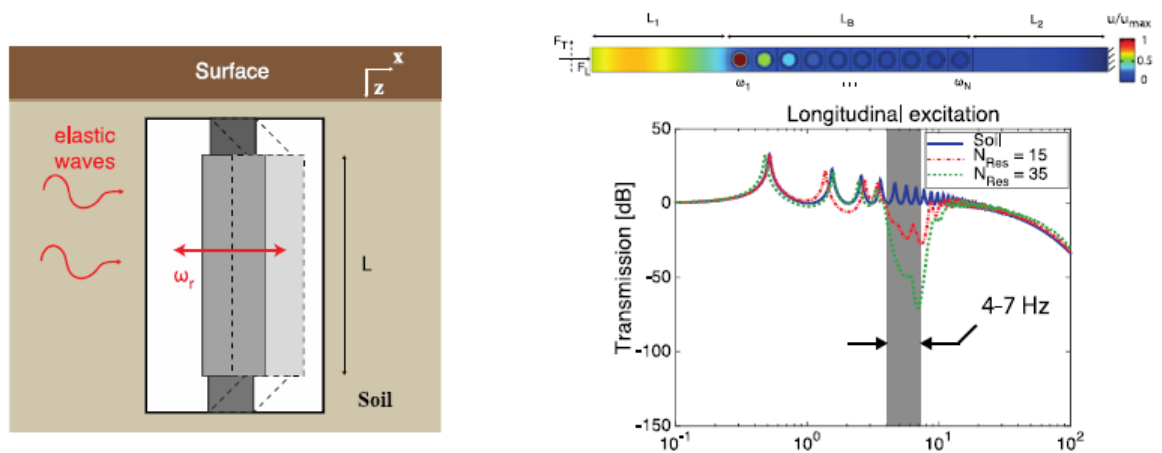 Surface
x
z
elastic
waves
ωr
L
Soil
L1
LB
L2
u/umax
FT
FL
1
0.5
0
ω1
...
ωN
Longitudinal excitation
Soil
NRes = 15
NRes = 35
Transmission [dB]
50
0
-50
-100
-150
4-7 Hz
10-1
100
101
102